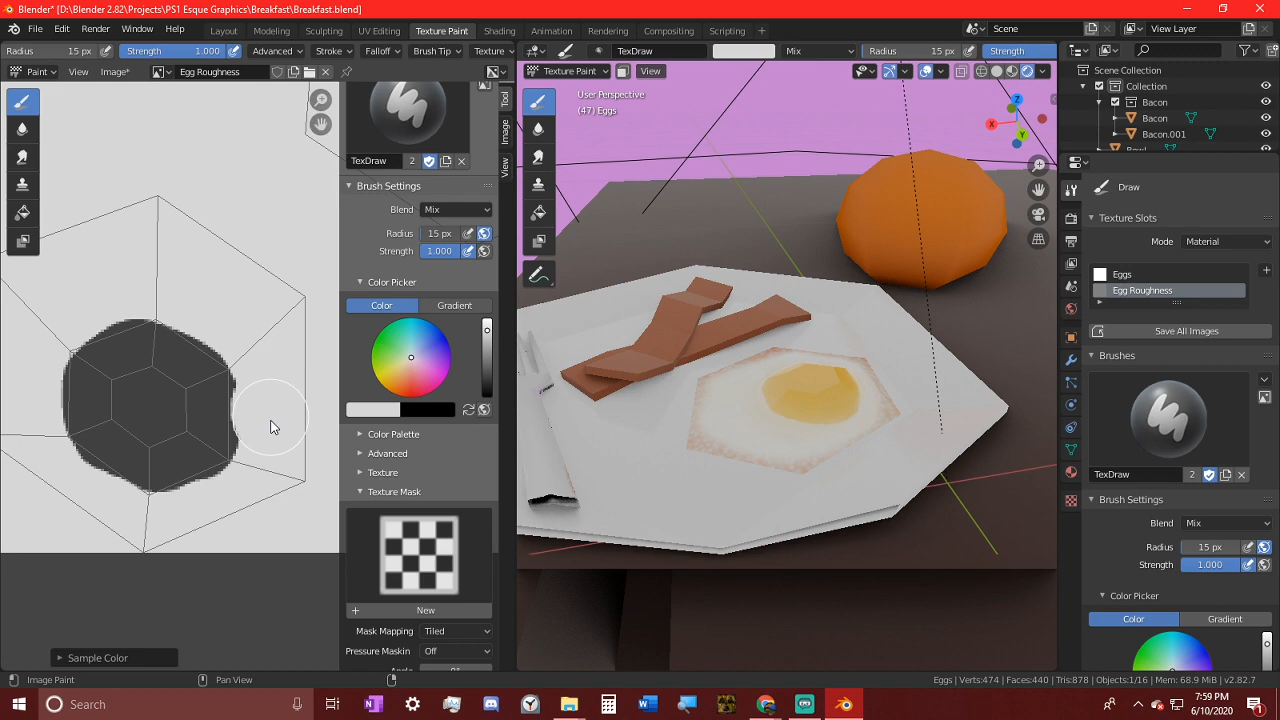 Blender* [D:\Blender 2.82\Projects\PS1 Esque Graphics\Breakfast\Breakfast.blend]
File Edit Render Window Help Layout Modeling Sculpting UV Editing Texture Paint Shading Animation Rendering Compositing Scripting Scene View Layer
Radius 15 px Strength 1.000 Advanced Stroke Falloff Brush Tip Texture TexDraw Mix Radius 15 px Strength
Paint View Image* Egg Roughness Texture Paint View Scene Collection
Collection
User Perspective
(47) Eggs
Bacon
Bacon
Bacon.001
Tool
Image
View
TexDraw 2
Brush Settings
Blend Mix
Radius 15 px
Strength 1.000
Color Picker
Color Gradient
Color Palette
Advanced
Texture
Texture Mask
New
Mask Mapping Tiled
Pressure Maskin Off
X
Y
Z
Draw
Texture Slots
Mode Material
Eggs
Egg Roughness
Save All Images
Brushes
TexDraw 2
Brush Settings
Blend Mix
Radius 15 px
Strength 1.000
Color Picker
Color Gradient
Sample Color
Image Paint Pan View Eggs | Verts:474 | Faces:440 | Tris:878 | Objects:1/16 | Mem: 68.9 MiB | v2.82.7
Search
7:59 PM
6/10/2020